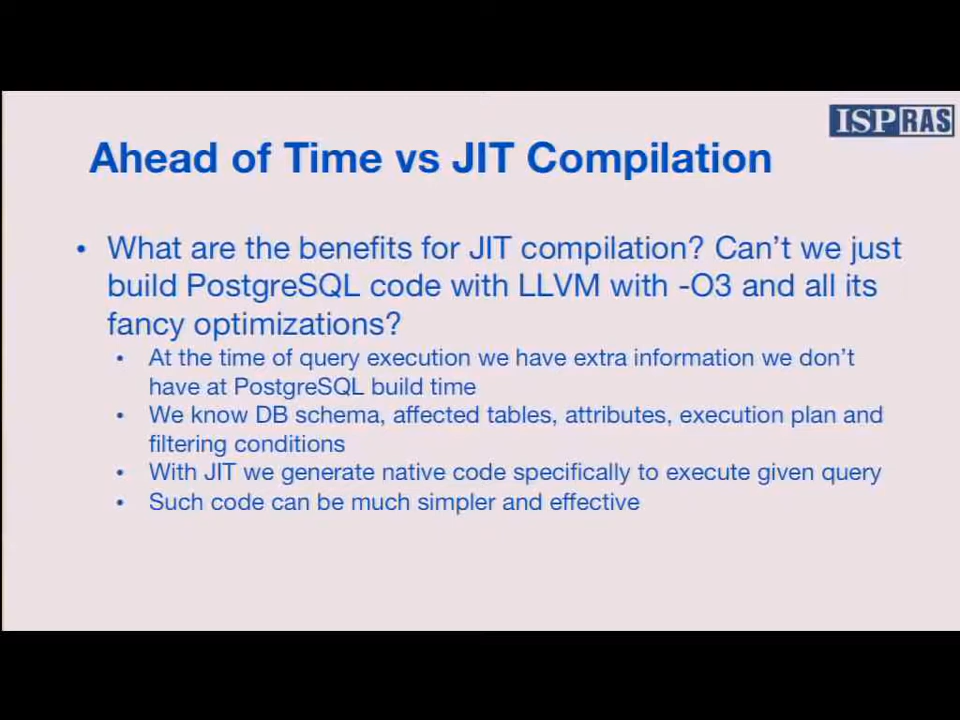 ISPRAS
Ahead of Time vs JIT Compilation
• What are the benefits for JIT compilation? Can't we just
build PostgreSQL code with LLVM with -O3 and all its
fancy optimizations?
• At the time of query execution we have extra information we don't
have at PostgreSQL build time
• We know DB schema, affected tables, attributes, execution plan and
filtering conditions
• With JIT we generate native code specifically to execute given query
• Such code can be much simpler and effective